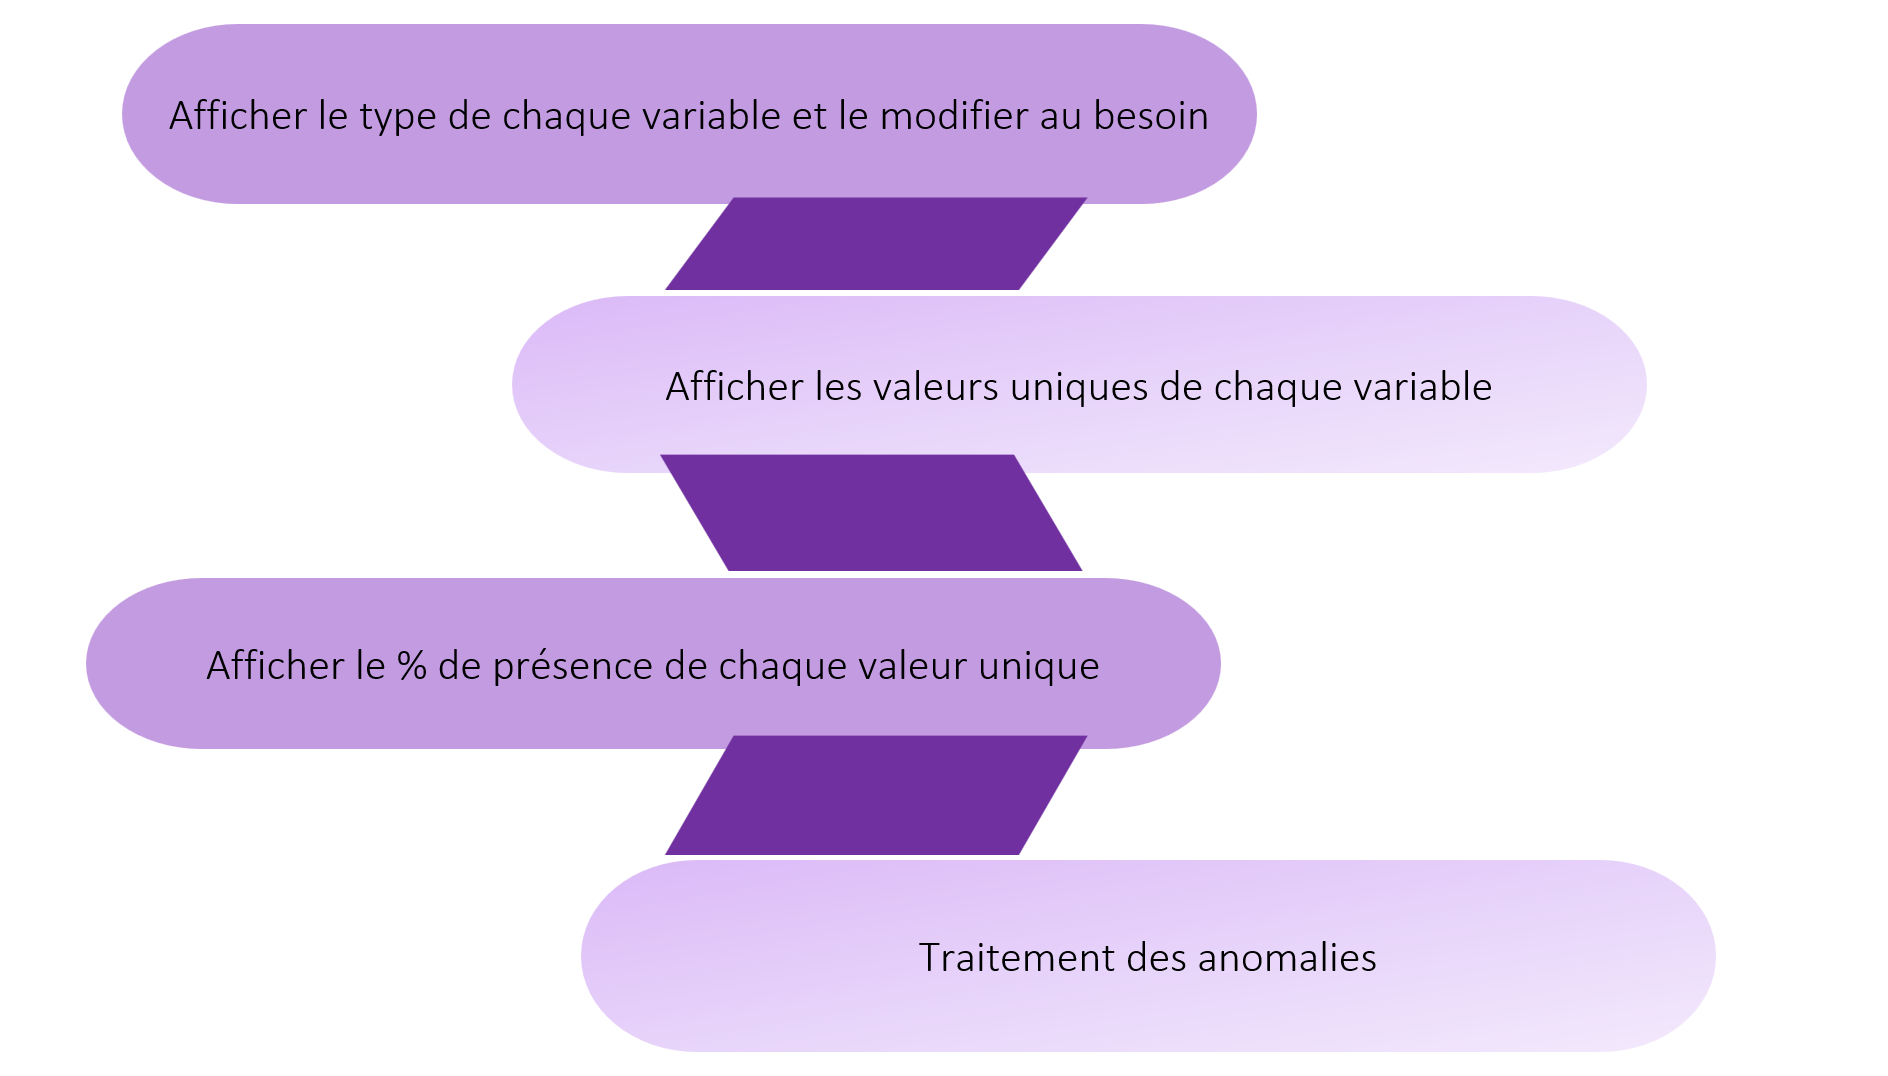 Afficher le type de chaque variable et le modifier au besoin
Afficher les valeurs uniques de chaque variable
Afficher le % de présence de chaque valeur unique
Traitement des anomalies